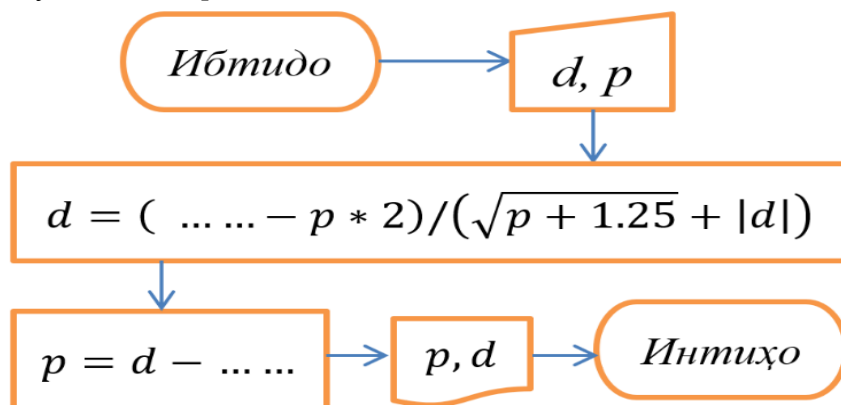 Ибтидо
d, p
d = ( … … − p ∗ 2)/(√p + 1.25 + |d|)
p = d − … …
p, d
Интиҳо